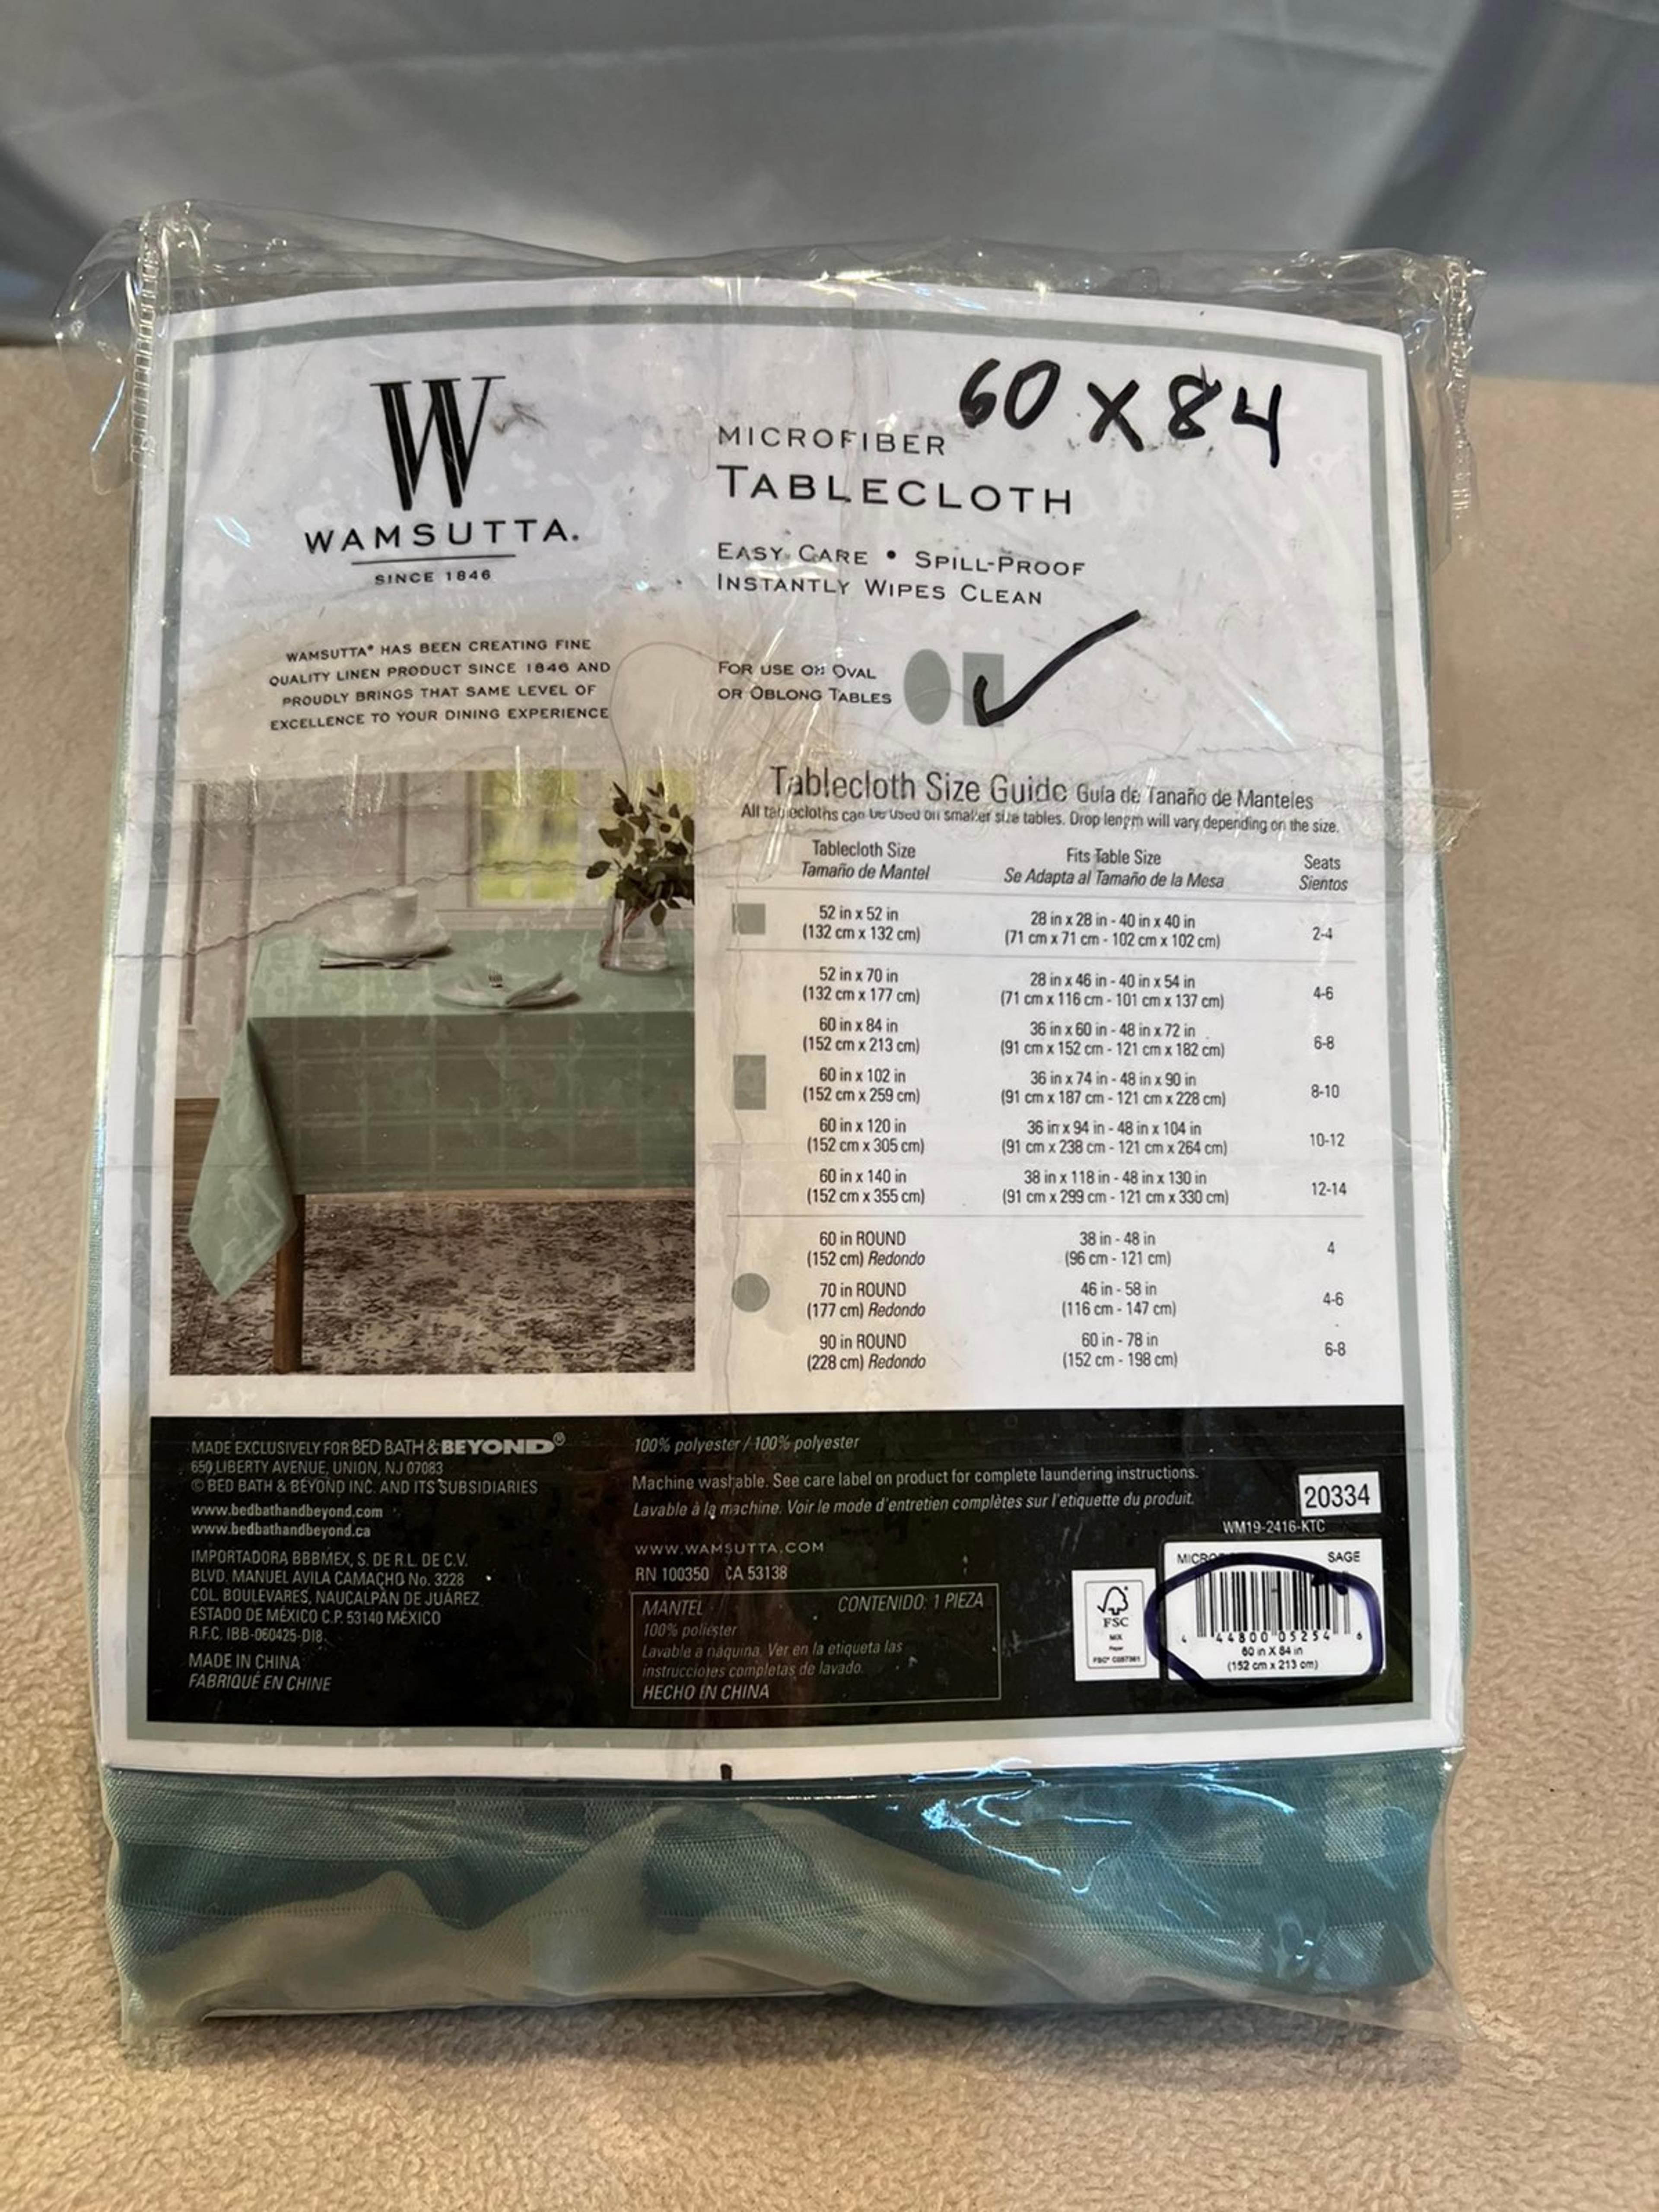 60 x 84
W
WAMSUTTA.
SINCE 1846
MICROFIBER
TABLECLOTH
EASY CARE • SPILL-PROOF
INSTANTLY WIPES CLEAN
WAMSUTTA® HAS BEEN CREATING FINE
QUALITY LINEN PRODUCT SINCE 1846 AND
PROUDLY BRINGS THAT SAME LEVEL OF
EXCELLENCE TO YOUR DINING EXPERIENCE
FOR USE ON OVAL
OR OBLONG TABLES
Tablecloth Size Guide Guía de Tanaño de Manteles
All tablecloths can be used on smaller size tables. Drop length will vary depending on the size.
Tablecloth Size Fits Table Size Seats
Tamaño de Mantel Se Adapta al Tamaño de la Mesa Sientos
52 in x 52 in 28 in x 28 in - 40 in x 40 in
(132 cm x 132 cm) (71 cm x 71 cm - 102 cm x 102 cm) 2-4
52 in x 70 in 28 in x 46 in - 40 in x 54 in
(132 cm x 177 cm) (71 cm x 116 cm - 101 cm x 137 cm) 4-6
60 in x 84 in 36 in x 60 in - 48 in x 72 in
(152 cm x 213 cm) (91 cm x 152 cm - 121 cm x 182 cm) 6-8
60 in x 102 in 36 in x 74 in - 48 in x 90 in
(152 cm x 259 cm) (91 cm x 187 cm - 121 cm x 228 cm) 8-10
60 in x 120 in 36 in x 94 in - 48 in x 104 in
(152 cm x 305 cm) (91 cm x 238 cm - 121 cm x 264 cm) 10-12
60 in x 140 in 38 in x 118 in - 48 in x 130 in
(152 cm x 355 cm) (91 cm x 299 cm - 121 cm x 330 cm) 12-14
60 in ROUND 38 in - 48 in
(152 cm) Redondo (96 cm - 121 cm) 4
70 in ROUND 46 in - 58 in
(177 cm) Redondo (116 cm - 147 cm) 4-6
90 in ROUND 60 in - 78 in
(228 cm) Redondo (152 cm - 198 cm) 6-8
MADE EXCLUSIVELY FOR BED BATH & BEYOND®
650 LIBERTY AVENUE, UNION, NJ 07083
© BED BATH & BEYOND INC. AND ITS SUBSIDIARIES
www.bedbathandbeyond.com
www.bedbathandbeyond.ca
IMPORTADORA BBBMEX, S. DE R.L. DE C.V.
BLVD. MANUEL AVILA CAMACHO No. 3228
COL. BOULEVARES, NAUCALPAN DE JUÁREZ
ESTADO DE MÉXICO C.P. 53140 MÉXICO
R.F.C. IBB-060425-DI8
MADE IN CHINA
FABRIQUÉ EN CHINE
100% polyester / 100% polyester
Machine washable. See care label on product for complete laundering instructions.
Lavable à la machine. Voir le mode d'entretien complètes sur l'etiquette du produit.
WWW.WAMSUTTA.COM
RN 100350 CA 53138
MANTEL CONTENIDO: 1 PIEZA
100% poliester
Lavable a maquina. Ver en la etiqueta las
instrucciones completas de lavado.
HECHO EN CHINA
20334
WM19-2416-KTC
FSC
MIX
Paper
SAGE
4 44800 05254 6
60 in X 84 in
(152 cm x 213 cm)